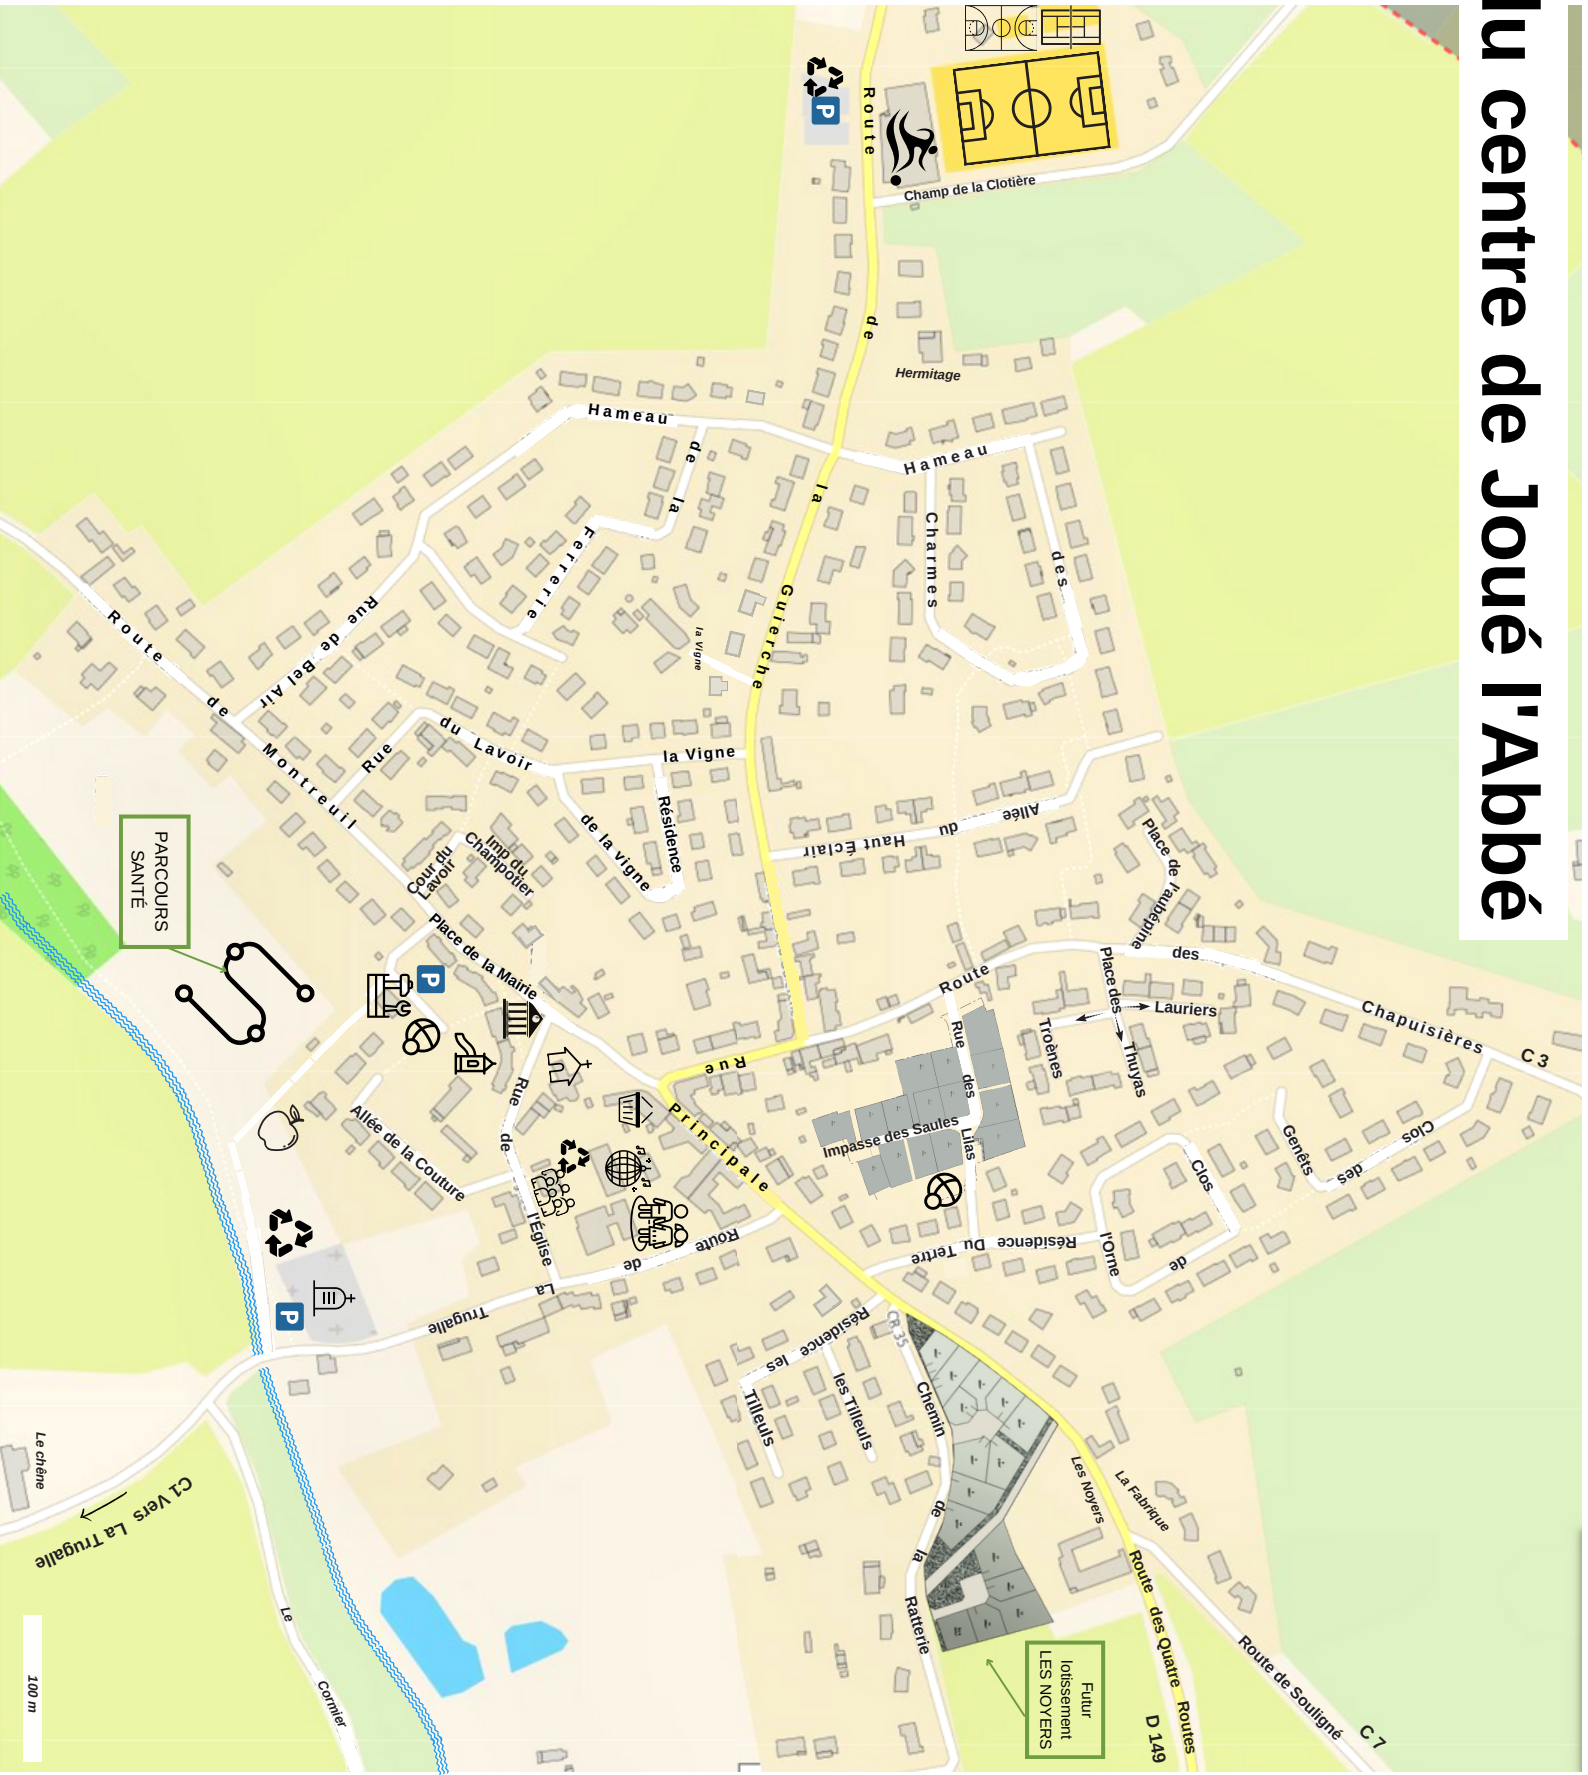 lu centre de Joué l'Abbé
P
Route de la Guierche
Champ de la Clotière
Hermitage
Hameau de la Ferrerie
Hameau des Charmes
Rue de Bel Air
Route de Montreuil
Rue du Lavoir
la Vigne
la Vigne
Résidence de la vigne
Imp du Champotier
Cour du Lavoir
Allée du Haut Éclair
Place de l'aubépine
Route des Chapuisières
C 3
Place des
Lauriers
Troènes
Thuyas
Clos des Genêts
Rue des Lilas
Impasse des Saules
Clos de l'Orne
Résidence Du Tertre
Place de la Mairie
P
Rue Principale
Rue de l'Église
Allée de la Couture
Route de La Trugalle
P
PARCOURS
SANTÉ
Résidence les Tilleuls
les Tilleuls
CR 35
Chemin de la Ratterie
Les Noyers
La Fabrique
Route des Quatre Routes
D 149
Route de Souligné
C 7
Futur
lotissement
LES NOYERS
Le chêne
C1 Vers La Trugalle
Le Cormier
100 m